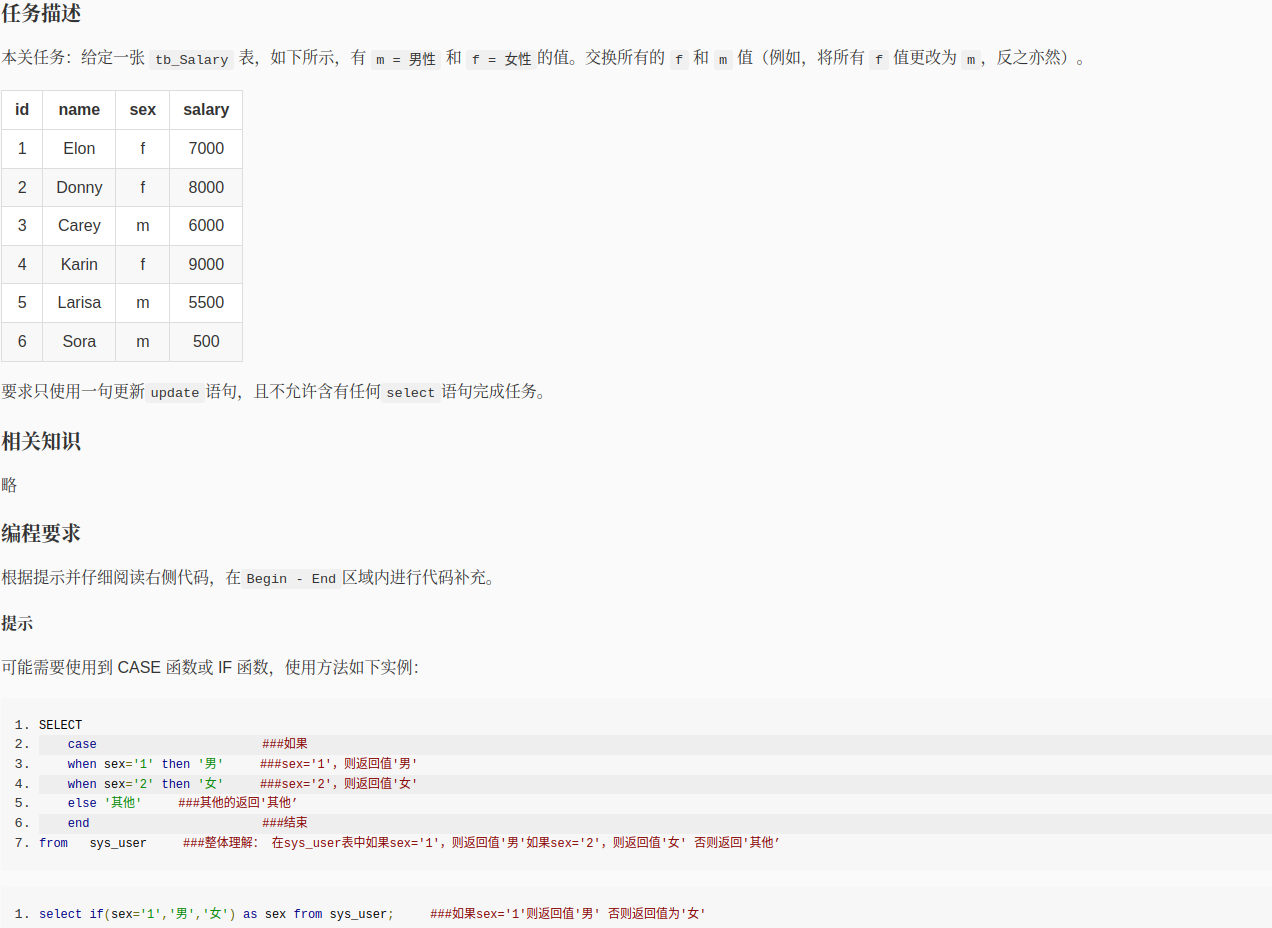 任务描述
本关任务：给定一张 tb_Salary 表，如下所示，有 m = 男性 和 f = 女性 的值。交换所有的 f 和 m 值（例如，将所有 f 值更改为 m ，反之亦然）。
id name sex salary
1 Elon f 7000
2 Donny f 8000
3 Carey m 6000
4 Karin f 9000
5 Larisa m 5500
6 Sora m 500
要求只使用一句更新 update 语句，且不允许含有任何 select 语句完成任务。
相关知识
略
编程要求
根据提示并仔细阅读右侧代码，在 Begin - End 区域内进行代码补充。
提示
可能需要使用到 CASE 函数或 IF 函数，使用方法如下实例：
1. SELECT
2. case ###如果
3. when sex='1' then '男' ###sex='1'，则返回值'男'
4. when sex='2' then '女' ###sex='2'，则返回值'女'
5. else '其他' ###其他的返回'其他’
6. end ###结束
7. from sys_user ###整体理解： 在sys_user表中如果sex='1'，则返回值'男'如果sex='2'，则返回值'女' 否则返回'其他’
1. select if(sex='1','男','女') as sex from sys_user; ###如果sex='1'则返回值'男' 否则返回值为'女'